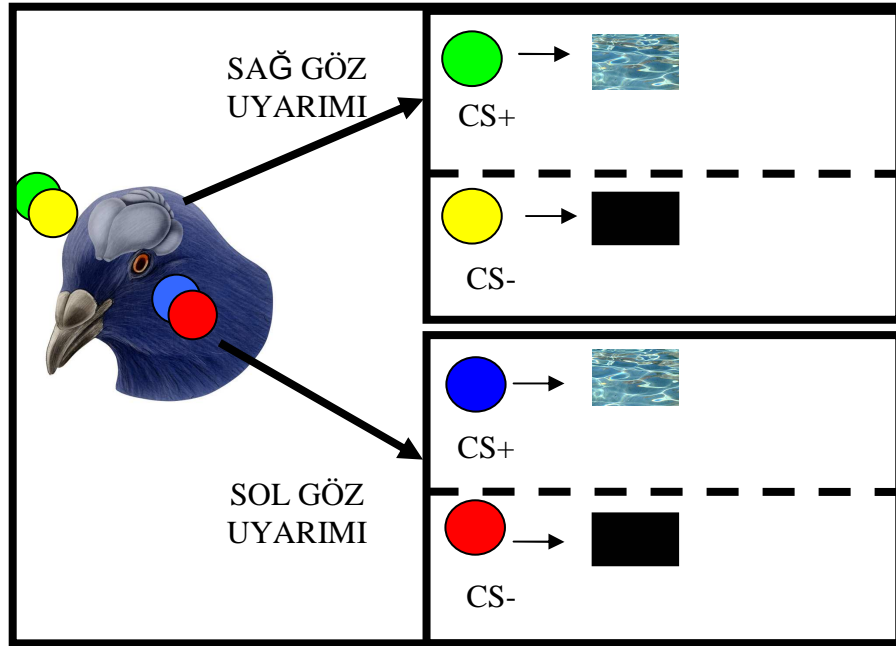 SAĞ GÖZ
UYARIMI
CS+
CS-
CS+
SOL GÖZ
UYARIMI
CS-